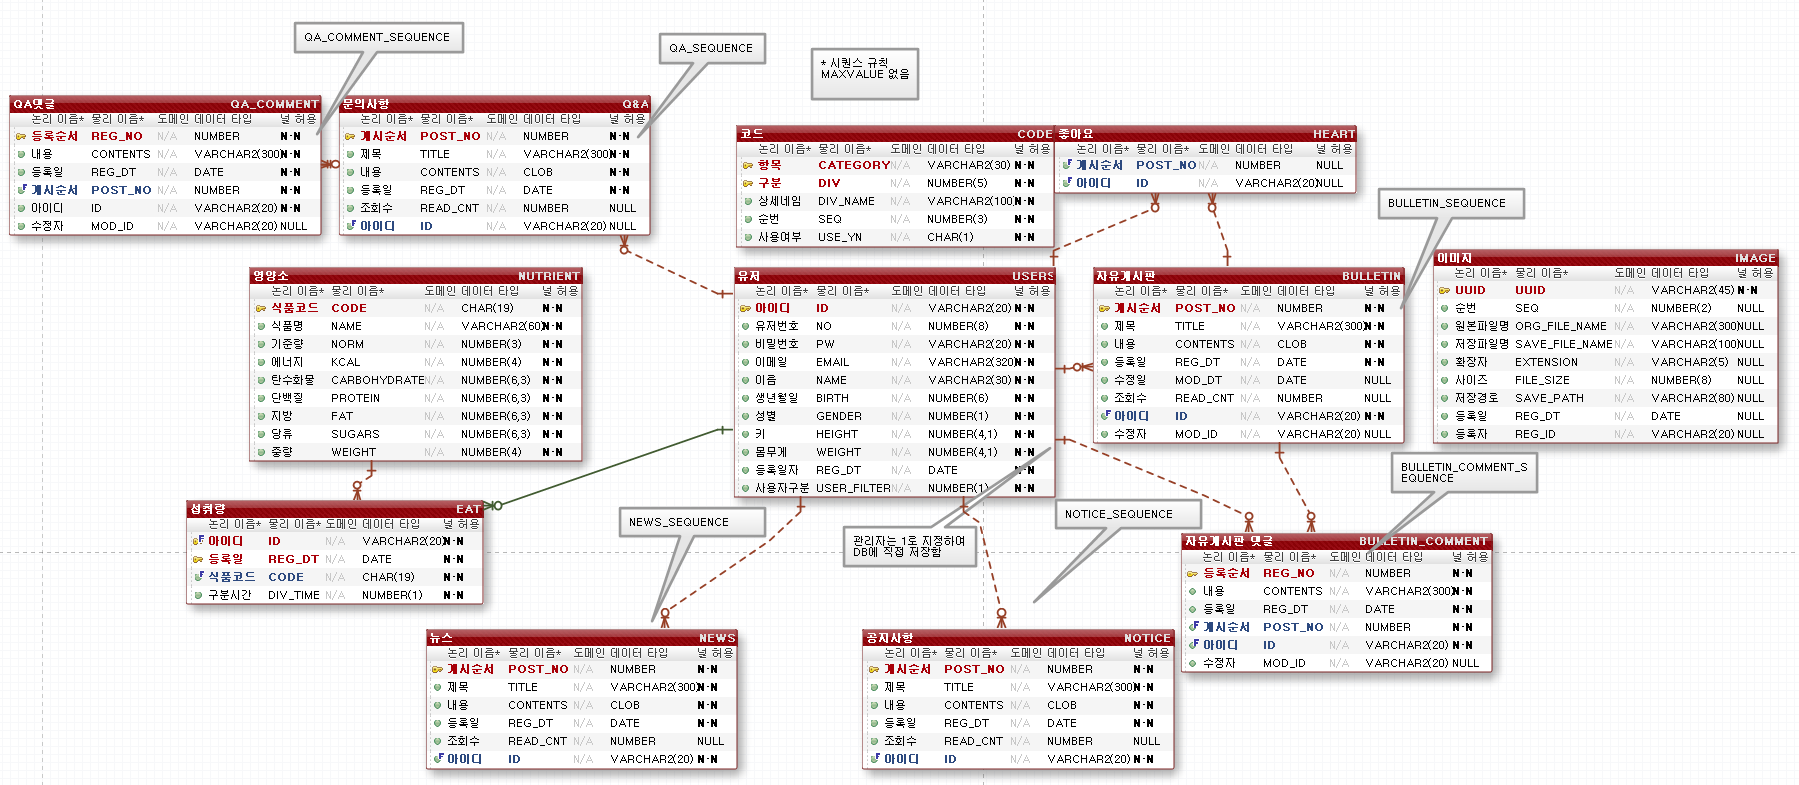 QA_COMMENT_SEQUENCE
QA_SEQUENCE
* 시퀀스 규칙
MAXVALUE 없음
QA댓글 QA_COMMENT
논리 이름* 물리 이름* 도메인 데이터 타입 널 허용
등록순서 REG_NO N/A NUMBER N-N
내용 CONTENTS N/A VARCHAR2(300) N-N
등록일 REG_DT N/A DATE N-N
게시순서 POST_NO N/A NUMBER N-N
아이디 ID N/A VARCHAR2(20) N-N
수정자 MOD_ID N/A VARCHAR2(20) NULL
문의사항 Q&A
논리 이름* 물리 이름* 도메인 데이터 타입 널 허용
게시순서 POST_NO N/A NUMBER N-N
제목 TITLE N/A VARCHAR2(300) N-N
내용 CONTENTS N/A CLOB N-N
등록일 REG_DT N/A DATE N-N
조회수 READ_CNT N/A NUMBER NULL
아이디 ID N/A VARCHAR2(20) NULL
코드 CODE
논리 이름* 물리 이름* 도메인 데이터 타입 널 허용
항목 CATEGORY N/A VARCHAR2(30) N-N
구분 DIV N/A NUMBER(5) N-N
상세네임 DIV_NAME N/A VARCHAR2(100) N-N
순번 SEQ N/A NUMBER(3) N-N
사용여부 USE_YN N/A CHAR(1) N-N
좋아요 HEART
논리 이름* 물리 이름* 도메인 데이터 타입 널 허용
게시순서 POST_NO N/A NUMBER NULL
아이디 ID N/A VARCHAR2(20) NULL
BULLETIN_SEQUENCE
영양소 NUTRIENT
논리 이름* 물리 이름* 도메인 데이터 타입 널 허용
식품코드 CODE N/A CHAR(19) N-N
식품명 NAME N/A VARCHAR2(60) N-N
기준량 NORM N/A NUMBER(3) N-N
에너지 KCAL N/A NUMBER(4) N-N
탄수화물 CARBOHYDRATE N/A NUMBER(6,3) N-N
단백질 PROTEIN N/A NUMBER(6,3) N-N
지방 FAT N/A NUMBER(6,3) N-N
당류 SUGARS N/A NUMBER(6,3) N-N
중량 WEIGHT N/A NUMBER(4) N-N
유저 USERS
논리 이름* 물리 이름* 도메인 데이터 타입 널 허용
아이디 ID N/A VARCHAR2(20) N-N
유저번호 NO N/A NUMBER(8) N-N
비밀번호 PW N/A VARCHAR2(20) N-N
이메일 EMAIL N/A VARCHAR2(320) N-N
이름 NAME N/A VARCHAR2(30) N-N
생년월일 BIRTH N/A NUMBER(6) N-N
성별 GENDER N/A NUMBER(1) N-N
키 HEIGHT N/A NUMBER(4,1) N-N
몸무게 WEIGHT N/A NUMBER(4,1) N-N
등록일자 REG_DT N/A DATE N-N
사용자구분 USER_FILTER N/A NUMBER(1) N-N
자유게시판 BULLETIN
논리 이름* 물리 이름* 도메인 데이터 타입 널 허용
게시순서 POST_NO N/A NUMBER N-N
제목 TITLE N/A VARCHAR2(300) N-N
내용 CONTENTS N/A CLOB N-N
등록일 REG_DT N/A DATE N-N
수정일 MOD_DT N/A DATE NULL
조회수 READ_CNT N/A NUMBER NULL
아이디 ID N/A VARCHAR2(20) N-N
수정자 MOD_ID N/A VARCHAR2(20) NULL
이미지 IMAGE
논리 이름* 물리 이름* 도메인 데이터 타입 널 허용
UUID UUID N/A VARCHAR2(45) N-N
순번 SEQ N/A NUMBER(2) NULL
원본파일명 ORG_FILE_NAME N/A VARCHAR2(300) NULL
저장파일명 SAVE_FILE_NAME N/A VARCHAR2(100) NULL
확장자 EXTENSION N/A VARCHAR2(5) NULL
사이즈 FILE_SIZE N/A NUMBER(8) NULL
저장경로 SAVE_PATH N/A VARCHAR2(80) NULL
등록일 REG_DT N/A DATE NULL
등록자 REG_ID N/A VARCHAR2(20) NULL
BULLETIN_COMMENT_S
EQUENCE
섭취량 EAT
논리 이름* 물리 이름* 도메인 데이터 타입 널 허용
아이디 ID N/A VARCHAR2(20) N-N
등록일 REG_DT N/A DATE N-N
식품코드 CODE N/A CHAR(19) N-N
구분시간 DIV_TIME N/A NUMBER(1) N-N
NEWS_SEQUENCE
관리자는 1로 지정하여
DB에 직접 저장함
NOTICE_SEQUENCE
자유게시판 댓글 BULLETIN_COMMENT
논리 이름* 물리 이름* 도메인 데이터 타입 널 허용
등록순서 REG_NO N/A NUMBER N-N
내용 CONTENTS N/A VARCHAR2(300) N-N
등록일 REG_DT N/A DATE N-N
게시순서 POST_NO N/A NUMBER N-N
아이디 ID N/A VARCHAR2(20) N-N
수정자 MOD_ID N/A VARCHAR2(20) NULL
뉴스 NEWS
논리 이름* 물리 이름* 도메인 데이터 타입 널 허용
게시순서 POST_NO N/A NUMBER N-N
제목 TITLE N/A VARCHAR2(300) N-N
내용 CONTENTS N/A CLOB N-N
등록일 REG_DT N/A DATE N-N
조회수 READ_CNT N/A NUMBER NULL
아이디 ID N/A VARCHAR2(20) N-N
공지사항 NOTICE
논리 이름* 물리 이름* 도메인 데이터 타입 널 허용
게시순서 POST_NO N/A NUMBER N-N
제목 TITLE N/A VARCHAR2(300) N-N
내용 CONTENTS N/A CLOB N-N
등록일 REG_DT N/A DATE N-N
조회수 READ_CNT N/A NUMBER NULL
아이디 ID N/A VARCHAR2(20) N-N